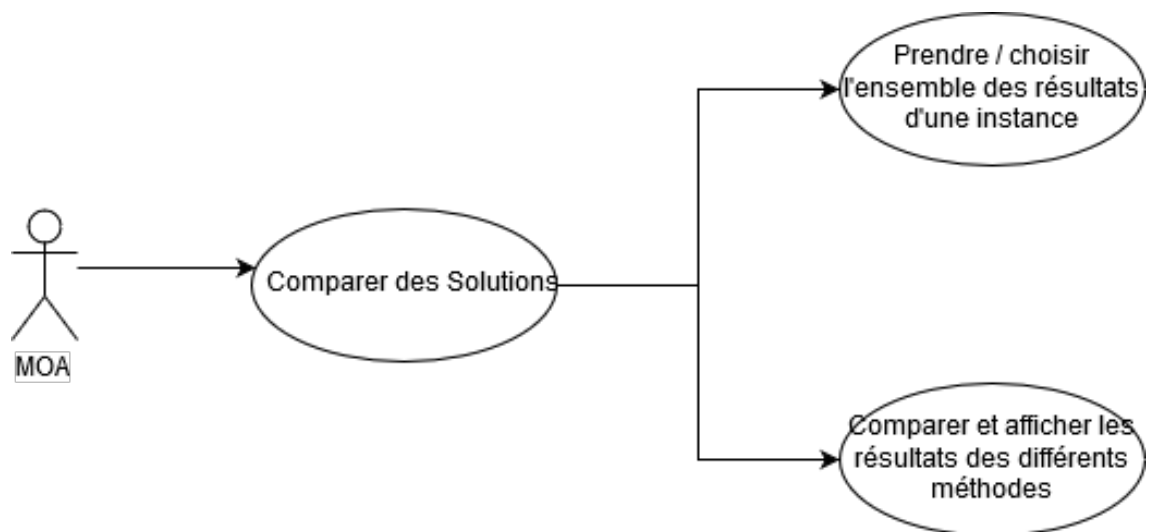 Prendre / choisir
l'ensemble des résultats
d'une instance
Comparer des Solutions
MOA
Comparer et afficher les
résultats des différents
méthodes